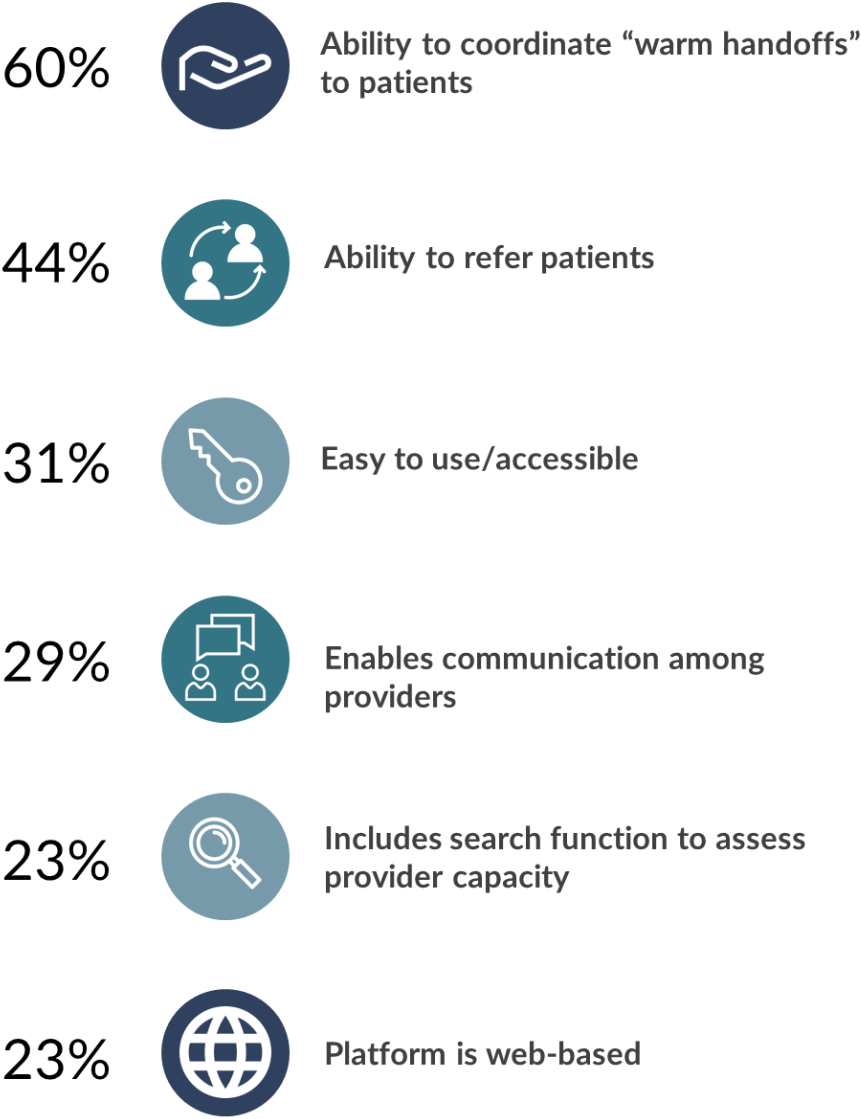 60%
Ability to coordinate “warm handoffs”
to patients
44%
Ability to refer patients
31%
Easy to use/accessible
29%
Enables communication among
providers
23%
Includes search function to assess
provider capacity
23%
Platform is web-based